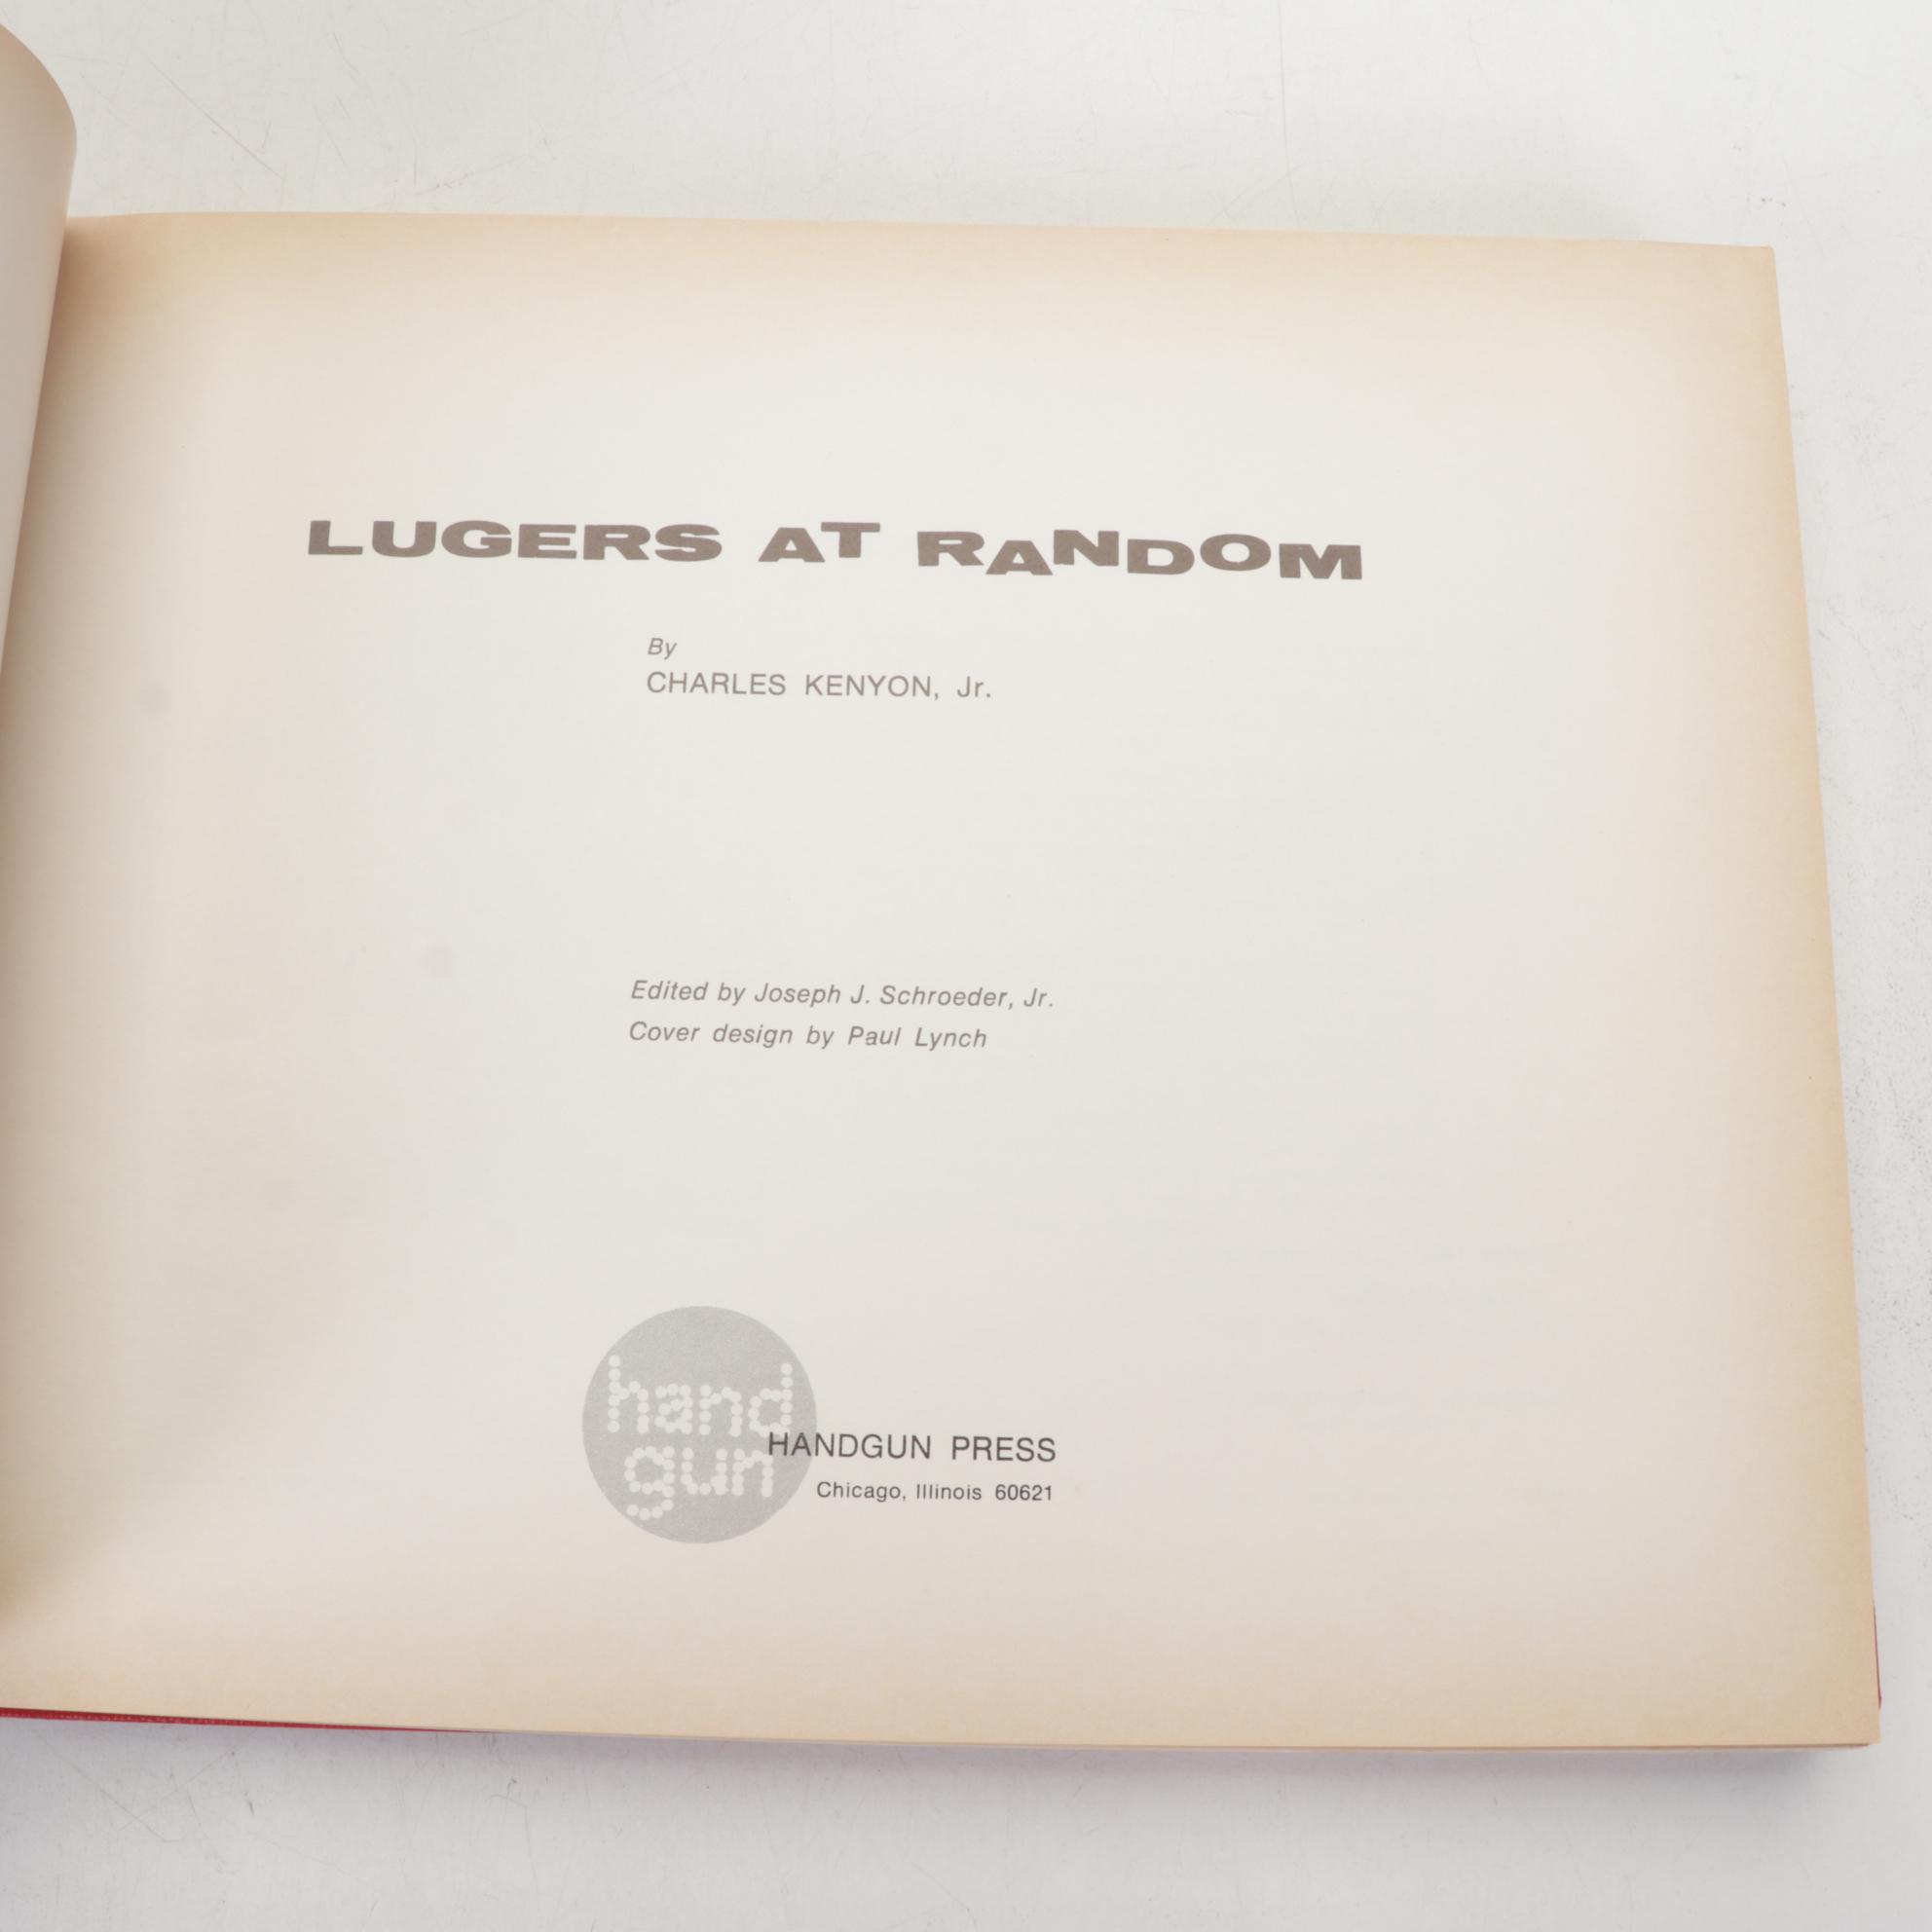 LUGERS AT RANDOM
By
CHARLES KENYON, Jr.
Edited by Joseph J. Schroeder, Jr.
Cover design by Paul Lynch
hand
gun
HANDGUN PRESS
Chicago, Illinois 60621